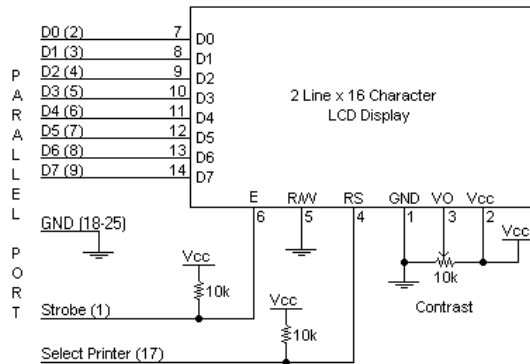 PARALLEL PORT
D0 (2) 7 D0
D1 (3) 8 D1
D2 (4) 9 D2
D3 (5) 10 D3
D4 (6) 11 D4
D5 (7) 12 D5
D6 (8) 13 D6
D7 (9) 14 D7
2 Line x 16 Character
LCD Display
E R/W RS GND VO Vcc
6 5 4 1 3 2
GND (18-25)
Vcc
Vcc
10k
10k
Contrast
Strobe (1)
Vcc
10k
Select Printer (17)